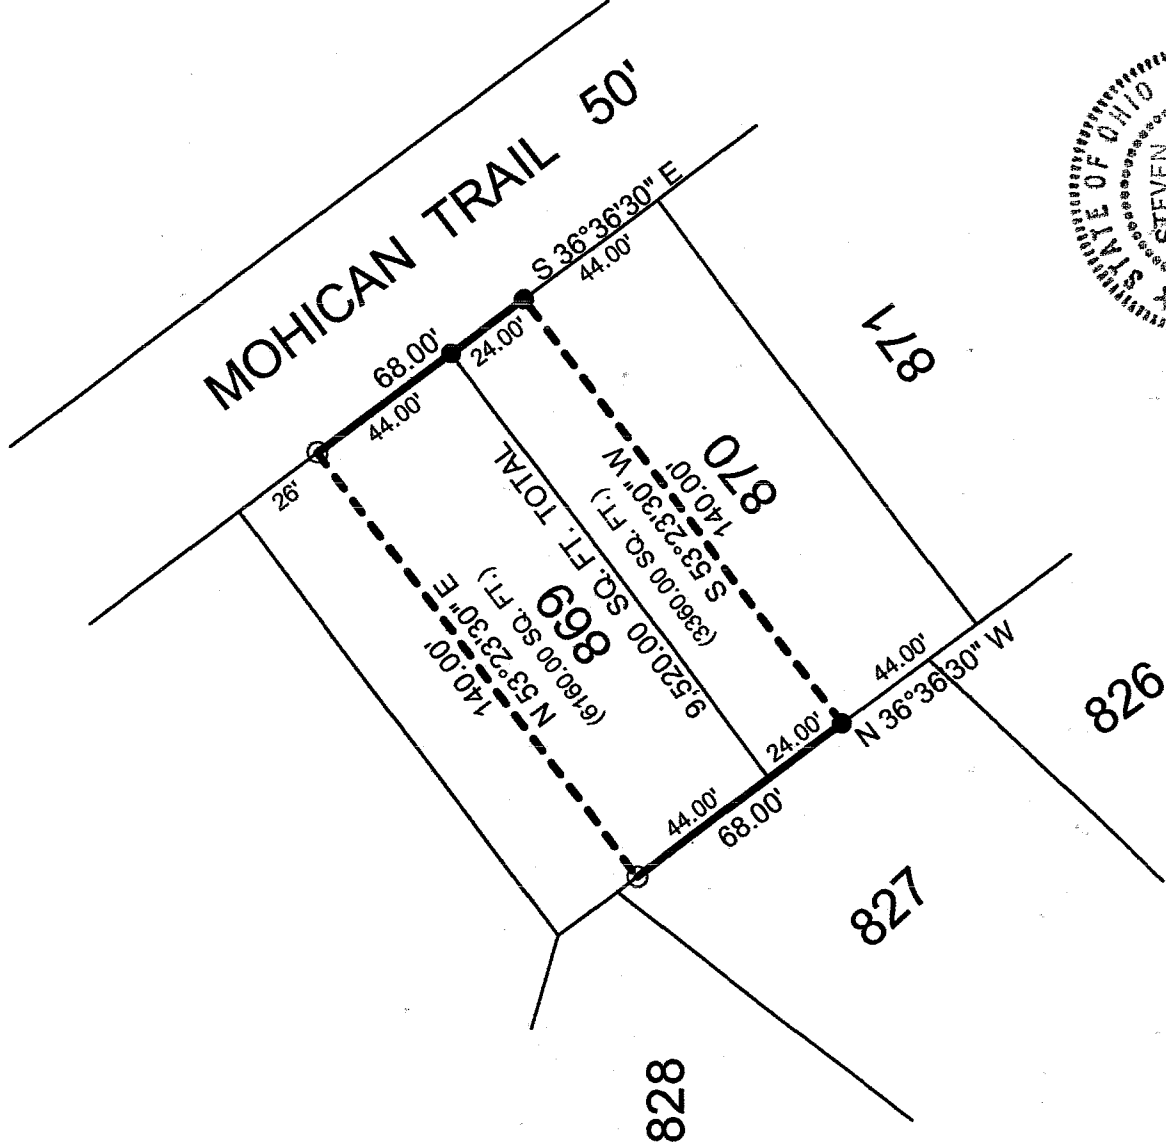 MOHICAN TRAIL 50'
S 36°36'30" E
44.00'
68.00'
24.00'
44.00'
26'
STATE OF OHIO
STEVEN
871
870
S 53°23'30" W
140.00'
(3360.00 SQ. FT.)
9,520.00 SQ. FT. TOTAL
869
(6160.00 SQ. FT.)
N 53°23'30" E
140.00'
44.00'
N 36°36'30" W
24.00'
44.00'
68.00'
826
827
828